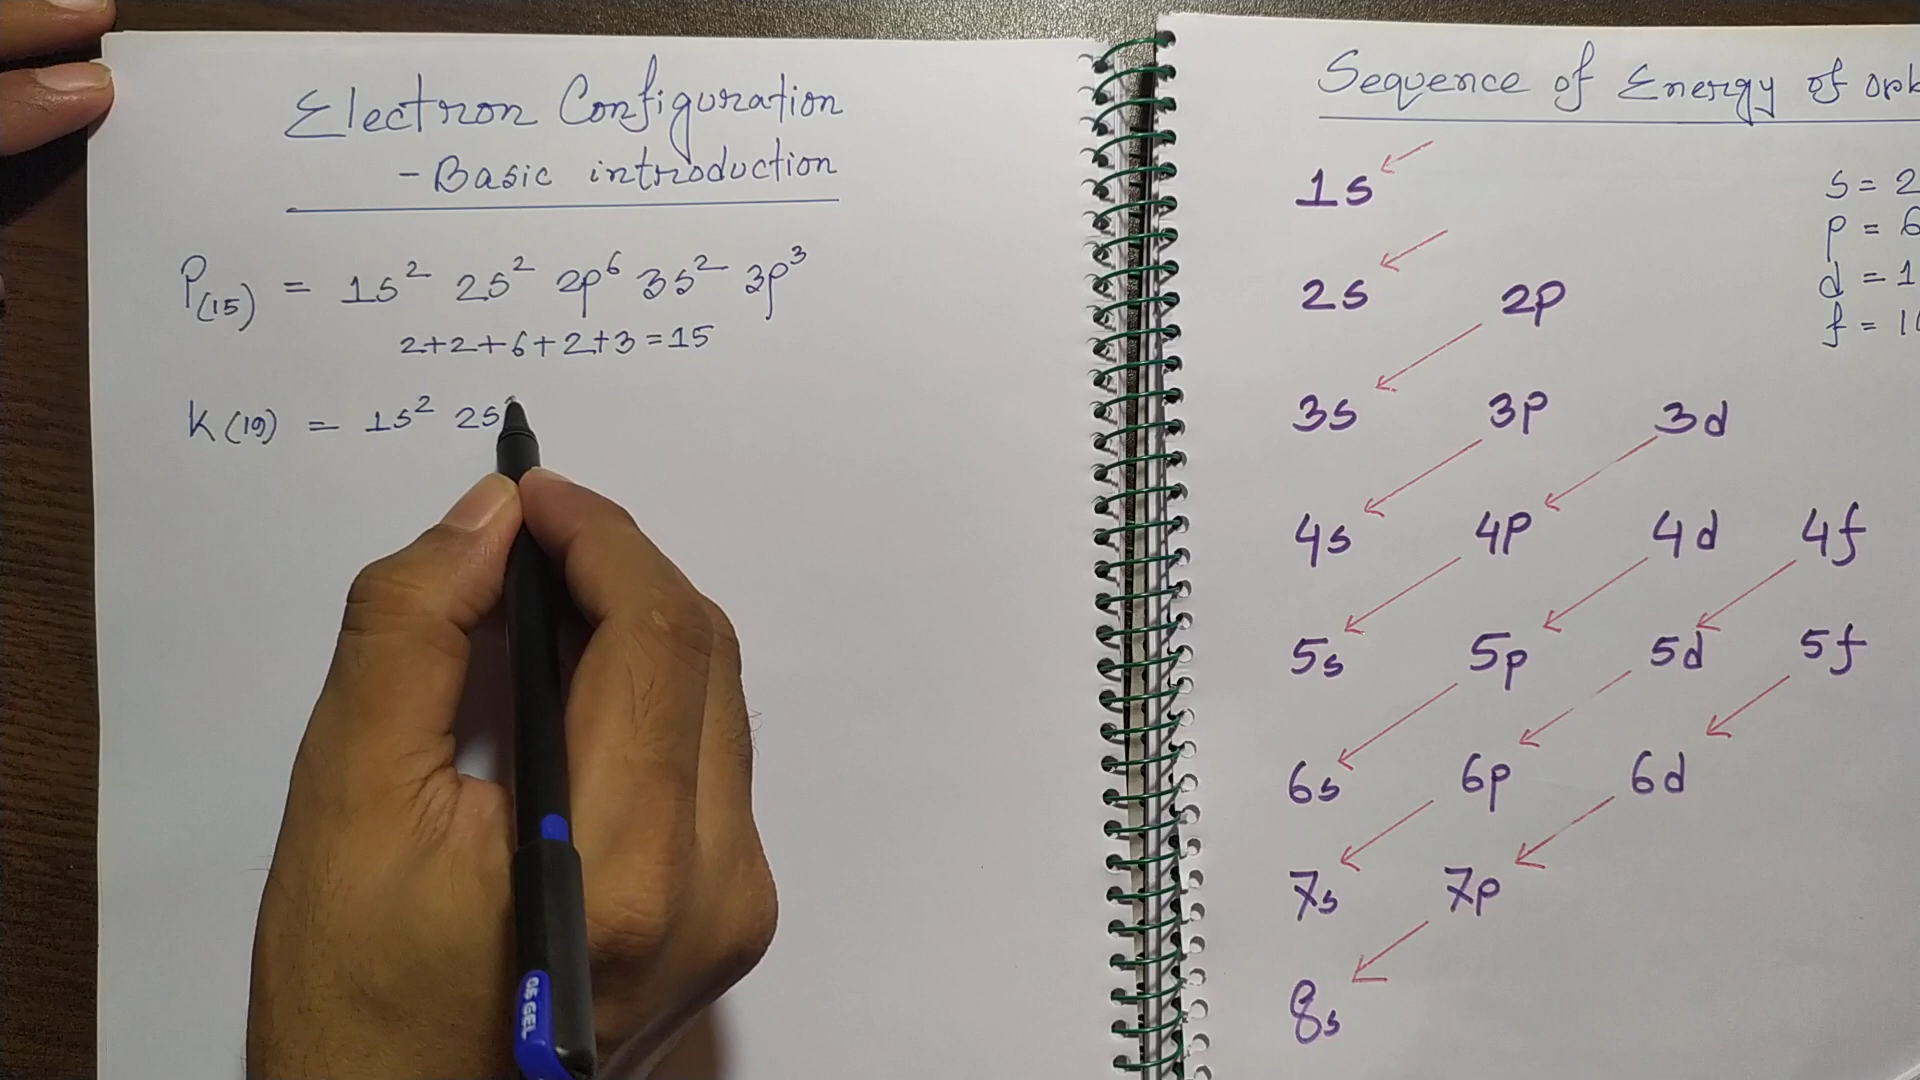 Electron Configuration
- Basic introduction
P(15) = 1s² 2s² 2p⁶ 3s² 3p³
2+2+6+2+3=15
K(19) = 1s² 2s
Sequence of Energy of
1s
2s 2p
3s 3p 3d
4s 4p 4d 4f
5s 5p 5d 5f
6s 6p 6d
7s 7p
8s
s = 2
p = 6
d = 1
f = 1
05 GEL